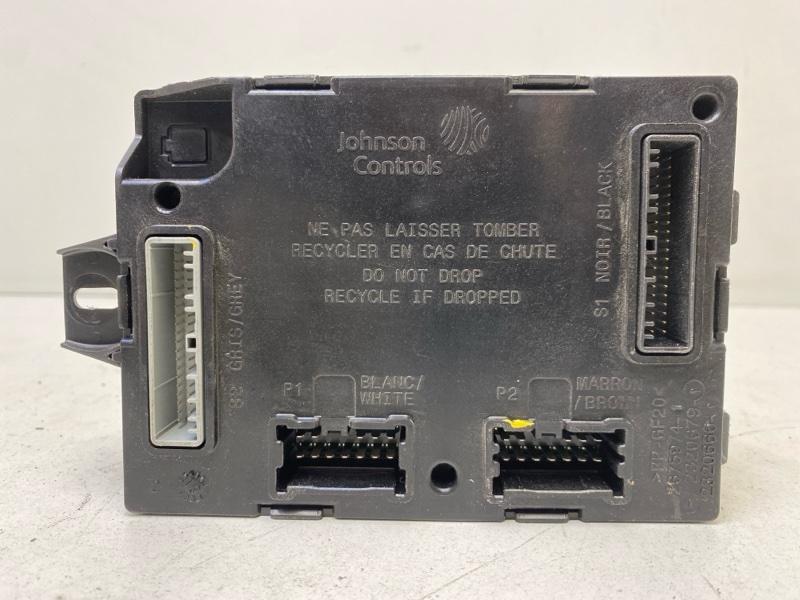 Johnson
Controls
NE PAS LAISSER TOMBER
RECYCLER EN CAS DE CHUTE
DO NOT DROP
RECYCLE IF DROPPED
S1 NOIR/BLACK
S2 GRIS/GREY
P1
BLANC/
WHITE
P2
MARRON
/BROWN